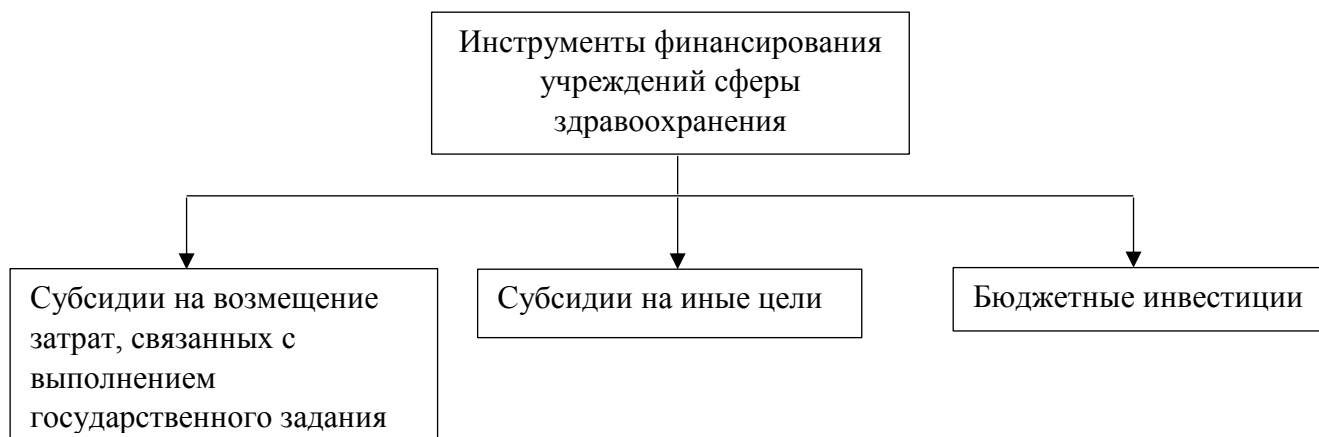 Инструменты финансирования
учреждений сферы
здравоохранения
Субсидии на возмещение
затрат, связанных с
выполнением
государственного задания
Субсидии на иные цели
Бюджетные инвестиции